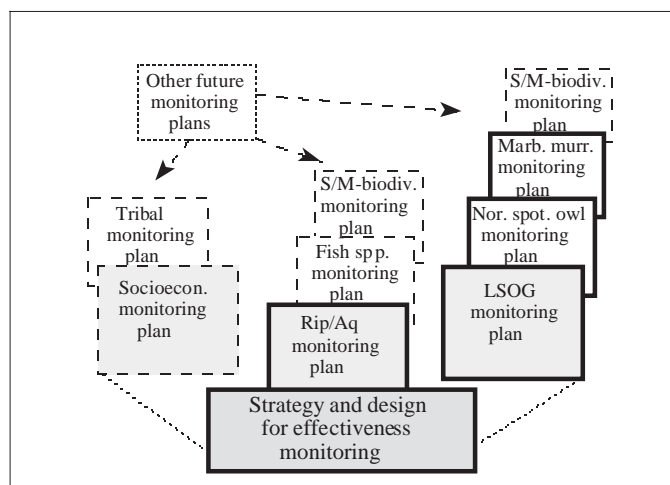 Other future
monitoring
plans
S/M-biodiv.
monitoring
plan
Marb. murr.
monitoring
plan
Nor. spot. owl
monitoring
plan
LSOG
monitoring
plan
S/M-biodiv.
monitoring
plan
Fish spp.
monitoring
plan
Rip/Aq
monitoring
plan
Tribal
monitoring
plan
Socioecon.
monitoring
plan
Strategy and design
for effectiveness
monitoring